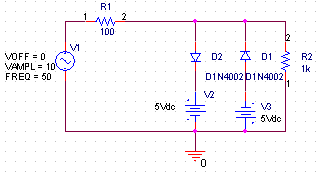 R1
1
2
100
2
V1
VOFF = 0
VAMPL = 10
FREQ = 50
D2
D1
R2
1k
D1N4002
D1N4002
1
V2
5Vdc
V3
5Vdc
0